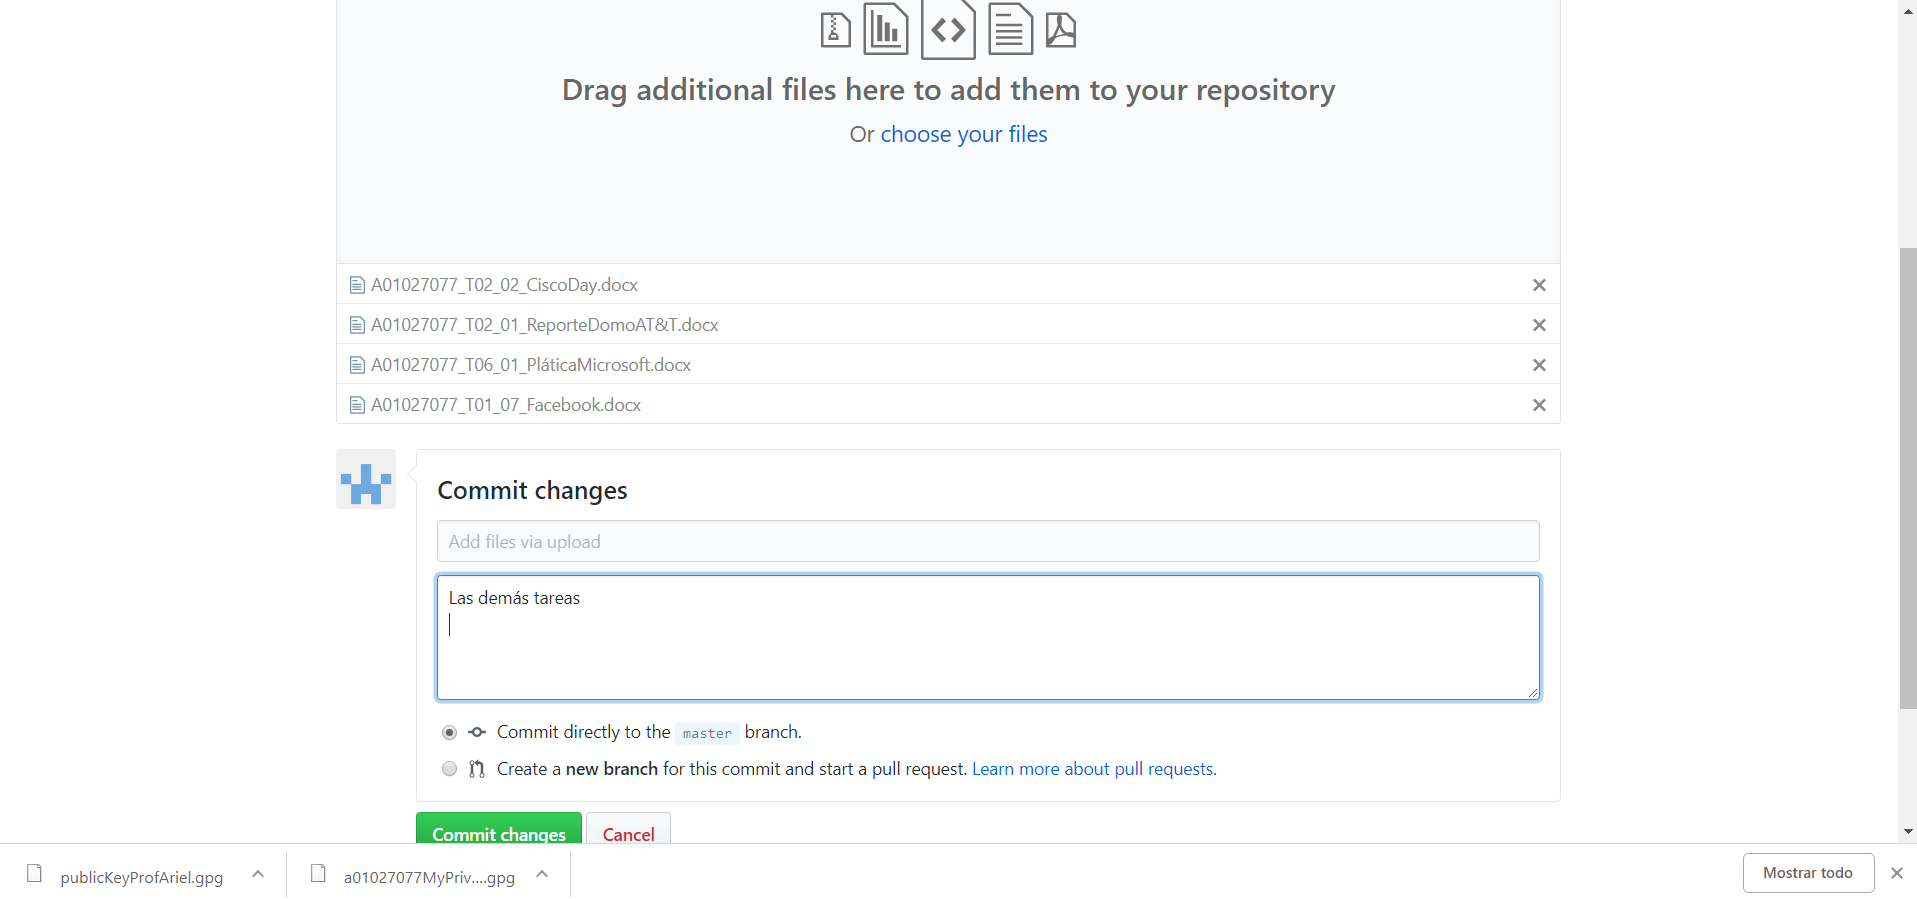 Drag additional files here to add them to your repository
Or choose your files
A01027077_T02_02_CiscoDay.docx
A01027077_T02_01_ReporteDomoAT&T.docx
A01027077_T06_01_PláticaMicrosoft.docx
A01027077_T01_07_Facebook.docx
Commit changes
Add files via upload
Las demás tareas
Commit directly to the master branch.
Create a new branch for this commit and start a pull request. Learn more about pull requests.
Commit changes Cancel
publicKeyProfAriel.gpg a01027077MyPriv....gpg Mostrar todo